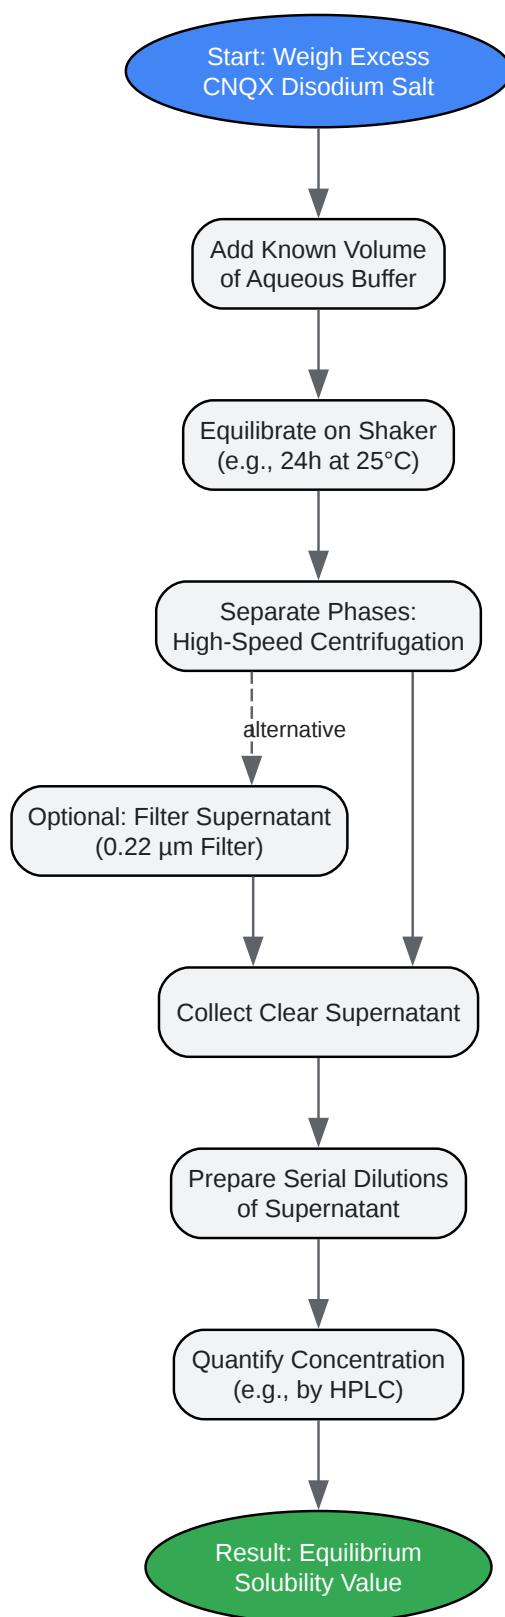 Start: Weigh Excess
CNQX Disodium Salt
Add Known Volume
of Aqueous Buffer
Equilibrate on Shaker
(e.g., 24h at 25°C)
Separate Phases:
High-Speed Centrifugation
alternative
Optional: Filter Supernatant
(0.22 µm Filter)
Collect Clear Supernatant
Prepare Serial Dilutions
of Supernatant
Quantify Concentration
(e.g., by HPLC)
Result: Equilibrium
Solubility Value